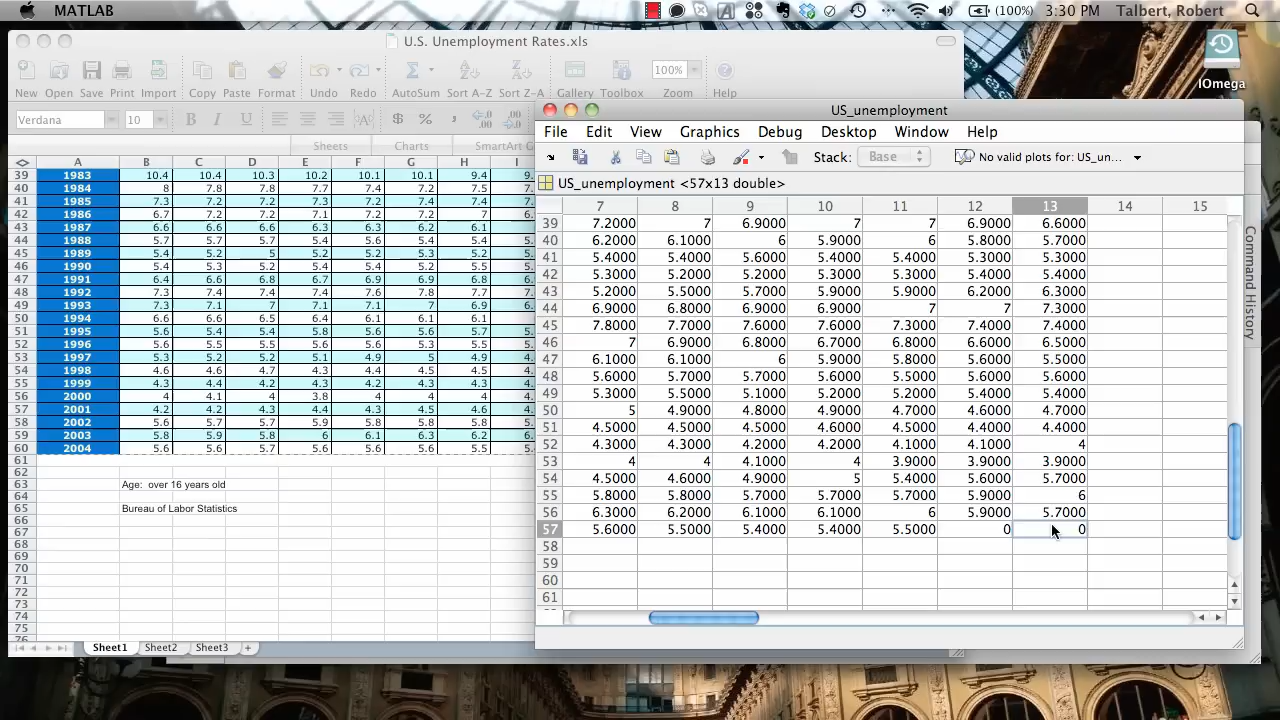 MATLAB A (100%) 3:30 PM Talbert, Robert
U.S. Unemployment Rates.xls
IOmega
New Open Save Print Import Copy Paste Format Undo Redo AutoSum Sort A-Z Sort Z-A Gallery Toolbox 100% Zoom Help
Verdana 10 B I U $ % ,
Sheets Charts SmartArt G
A B C D E F G H I
39 1983 10.4 10.4 10.3 10.2 10.1 10.1 9.4 9.
40 1984 8 7.8 7.8 7.7 7.4 7.2 7.5 7.
41 1985 7.3 7.2 7.2 7.1 7.2 7.4 7.4 7.
42 1986 6.7 7.2 7.2 7.1 7.2 7.2 7 6.
43 1987 6.6 6.6 6.6 6.3 6.3 6.2 6.1
44 1988 5.7 5.7 5.7 5.4 5.6 5.4 5.4 5.
45 1989 5.4 5.2 5 5.2 5.2 5.3 5.2 5.
46 1990 5.4 5.3 5.2 5.4 5.4 5.2 5.5 5.
47 1991 6.4 6.6 6.8 6.7 6.9 6.9 6.8 6.
48 1992 7.3 7.4 7.4 7.4 7.6 7.8 7.7 7.
49 1993 7.3 7.1 7 7.1 7.1 7 6.9 6.
50 1994 6.6 6.6 6.5 6.4 6.1 6.1 6.1
51 1995 5.6 5.4 5.4 5.8 5.6 5.6 5.7 5.
52 1996 5.6 5.5 5.5 5.6 5.6 5.3 5.5 5.
53 1997 5.3 5.2 5.2 5.1 4.9 5 4.9 4.
54 1998 4.6 4.6 4.7 4.3 4.4 4.5 4.5 4.
55 1999 4.3 4.4 4.2 4.3 4.2 4.3 4.3 4.
56 2000 4 4.1 4 3.8 4 4 4 4.
57 2001 4.2 4.2 4.3 4.4 4.3 4.5 4.6 4.
58 2002 5.6 5.7 5.7 5.9 5.8 5.8 5.8 5.
59 2003 5.8 5.9 5.8 6 6.1 6.3 6.2 6.
60 2004 5.6 5.6 5.7 5.6 5.6 5.6 5.5 5.
61
62
63 Age: over 16 years old
64
65 Bureau of Labor Statistics
66
67
68
69
70
71
72
73
74
75
76
Sheet1 Sheet2 Sheet3 +
US_unemployment
File Edit View Graphics Debug Desktop Window Help
Stack: Base No valid plots for: US_un...
US_unemployment <57x13 double>
7 8 9 10 11 12 13 14 15
39 7.2000 7 6.9000 7 7 6.9000 6.6000
40 6.2000 6.1000 6 5.9000 6 5.8000 5.7000
41 5.4000 5.4000 5.6000 5.4000 5.4000 5.3000 5.3000
42 5.3000 5.2000 5.2000 5.3000 5.3000 5.4000 5.4000
43 5.2000 5.5000 5.7000 5.9000 5.9000 6.2000 6.3000
44 6.9000 6.8000 6.9000 6.9000 7 7 7.3000
45 7.8000 7.7000 7.6000 7.6000 7.3000 7.4000 7.4000
46 7 6.9000 6.8000 6.7000 6.8000 6.6000 6.5000
47 6.1000 6.1000 6 5.9000 5.8000 5.6000 5.5000
48 5.6000 5.7000 5.7000 5.6000 5.5000 5.6000 5.6000
49 5.3000 5.5000 5.1000 5.2000 5.2000 5.4000 5.4000
50 5 4.9000 4.8000 4.9000 4.7000 4.6000 4.7000
51 4.5000 4.5000 4.5000 4.6000 4.5000 4.4000 4.4000
52 4.3000 4.3000 4.2000 4.2000 4.1000 4.1000 4
53 4 4 4.1000 4 3.9000 3.9000 3.9000
54 4.5000 4.6000 4.9000 5 5.4000 5.6000 5.7000
55 5.8000 5.8000 5.7000 5.7000 5.7000 5.9000 6
56 6.3000 6.2000 6.1000 6.1000 6 5.9000 5.7000
57 5.6000 5.5000 5.4000 5.4000 5.5000 0 0
58
59
60
61
Command History